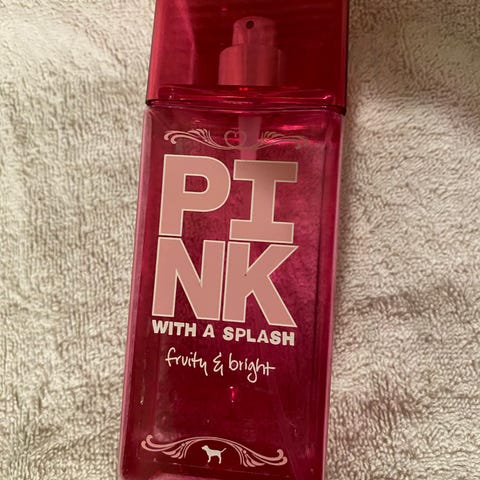 PI
NK
WITH A SPLASH
fruity & bright